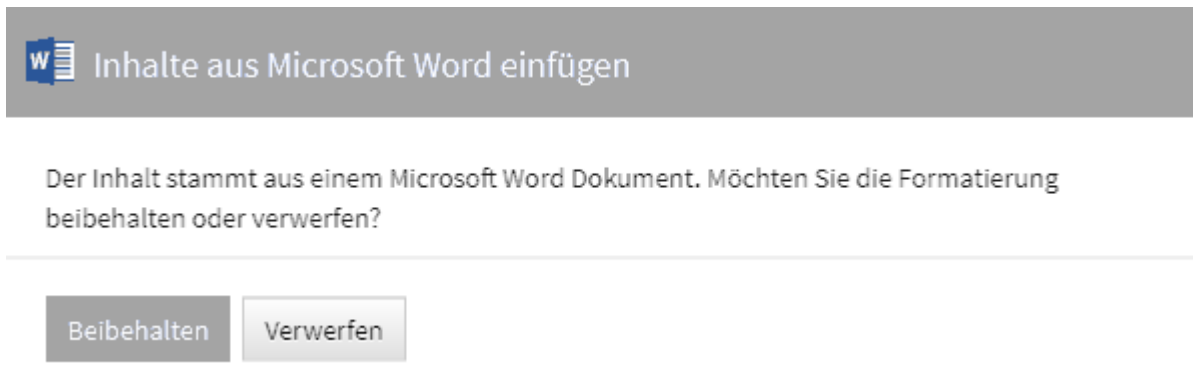 Inhalte aus Microsoft Word einfügen
Der Inhalt stammt aus einem Microsoft Word Dokument. Möchten Sie die Formatierung
beibehalten oder verwerfen?
Beibehalten Verwerfen